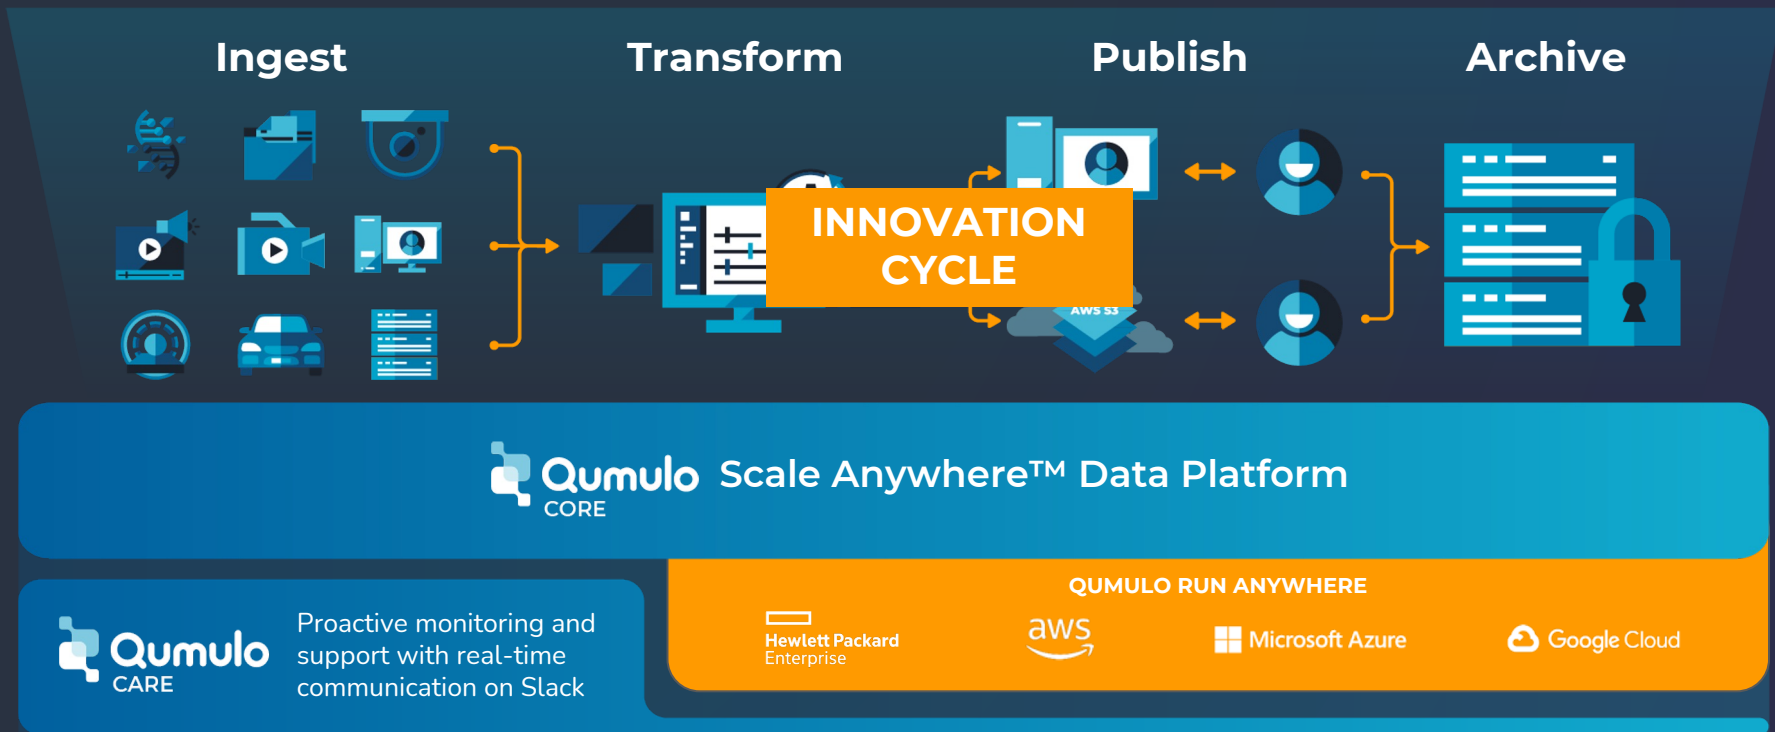 Ingest
Transform
Publish
Archive
INNOVATION
CYCLE
AWS S3
Qumulo
CORE
Scale Anywhere™ Data Platform
QUMULO RUN ANYWHERE
Hewlett Packard
Enterprise
aws
Microsoft Azure
Google Cloud
Qumulo
CARE
Proactive monitoring and
support with real-time
communication on Slack